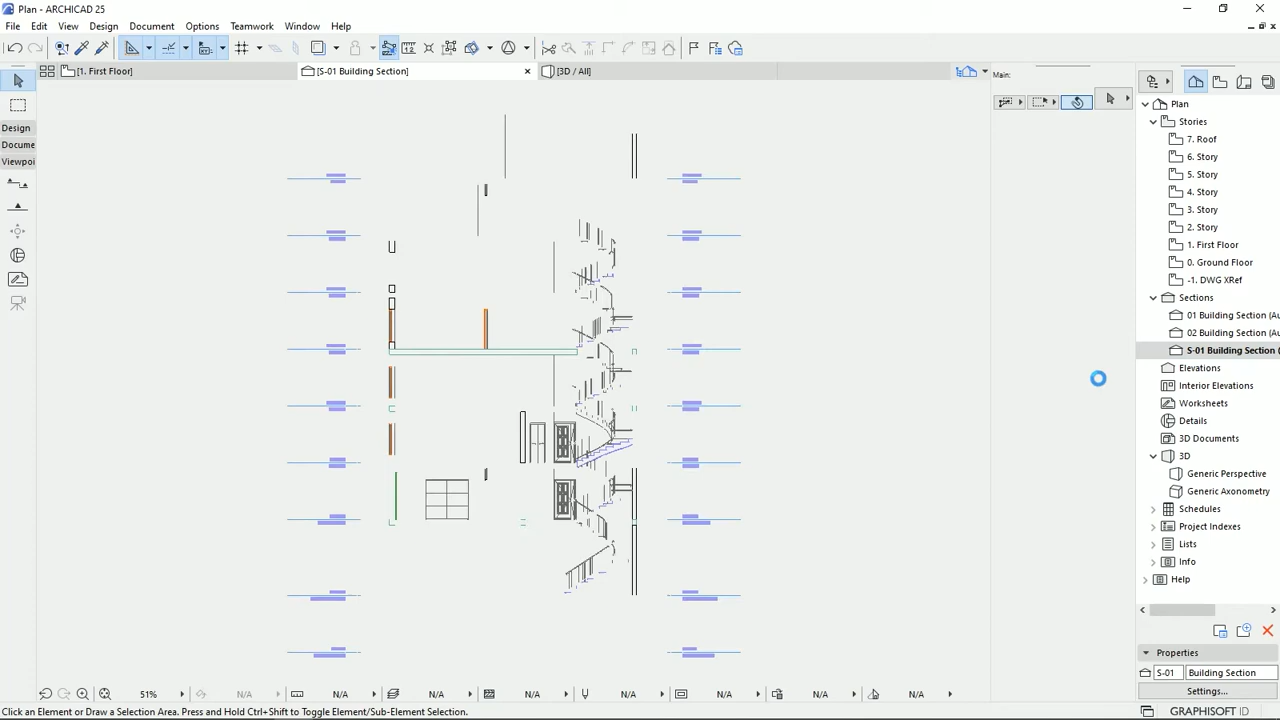 Plan - ARCHICAD 25
File Edit View Design Document Options Teamwork Window Help
[1. First Floor]
[S-01 Building Section]
[3D / All]
Main:
Design
Docume
Viewpoi
Plan
Stories
7. Roof
6. Story
5. Story
4. Story
3. Story
2. Story
1. First Floor
0. Ground Floor
-1. DWG XRef
Sections
01 Building Section (Au
02 Building Section (Au
S-01 Building Section (
Elevations
Interior Elevations
Worksheets
Details
3D Documents
3D
Generic Perspective
Generic Axonometry
Schedules
Project Indexes
Lists
Info
Help
Properties
S-01 Building Section
Settings...
51% N/A N/A N/A N/A N/A N/A N/A N/A
Click an Element or Draw a Selection Area. Press and Hold Ctrl+Shift to Toggle Element/Sub-Element Selection.
GRAPHISOFT ID